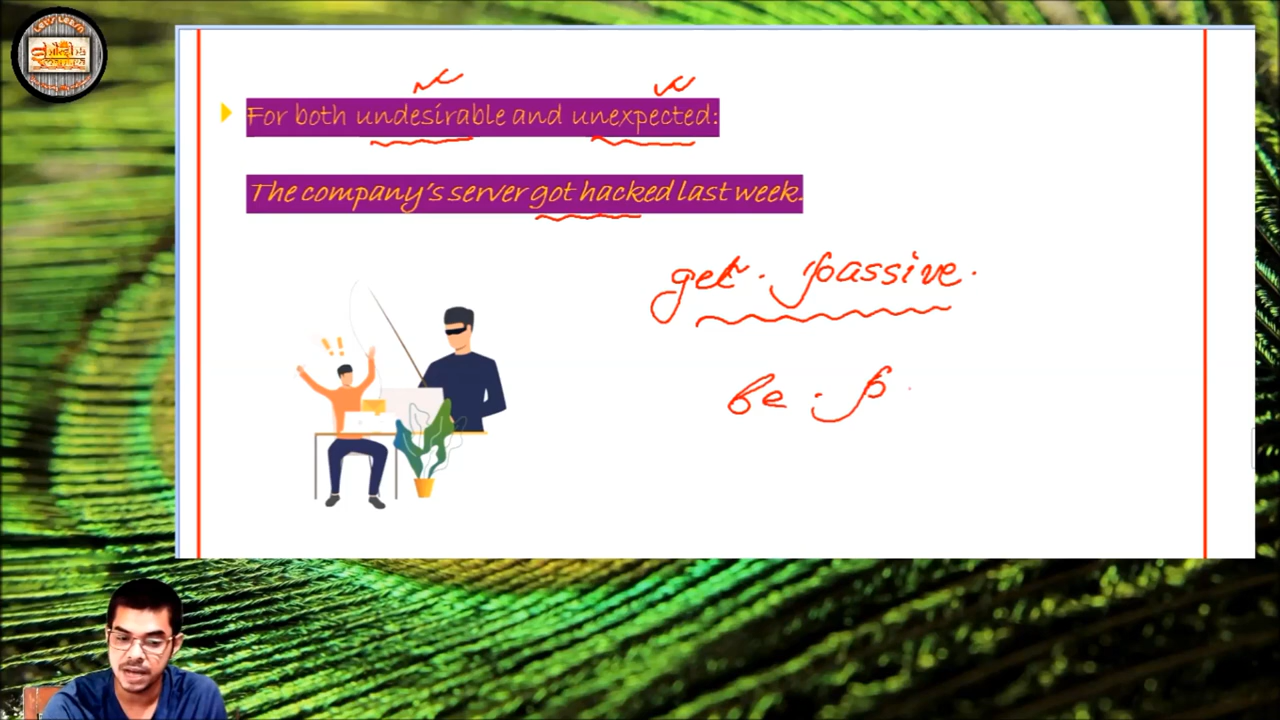 For both undesirable and unexpected:
The company's server got hacked last week.
get. passive.
be. p